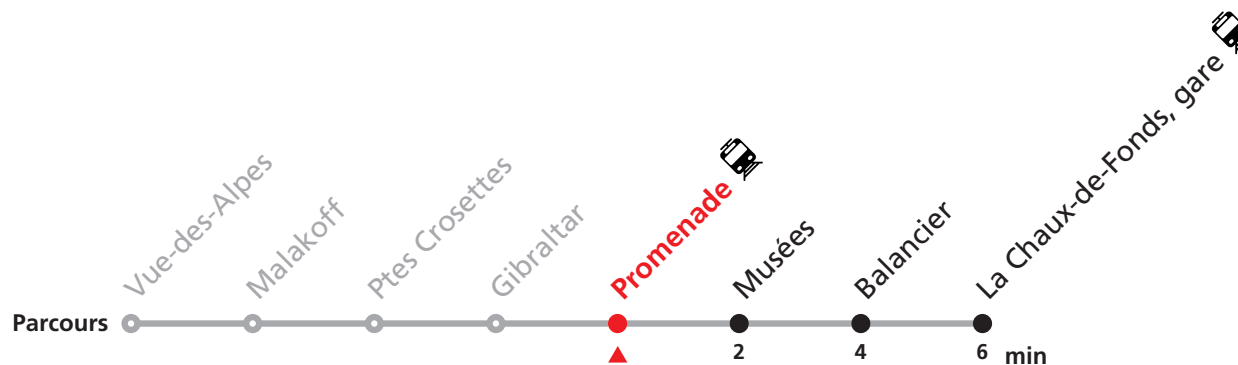 Vue-des-Alpes
Malakoff
Ptes Crosettes
Gibraltar
Promenade
Musées
Balancier
La Chaux-de-Fonds, gare
Parcours
2 4 6 min